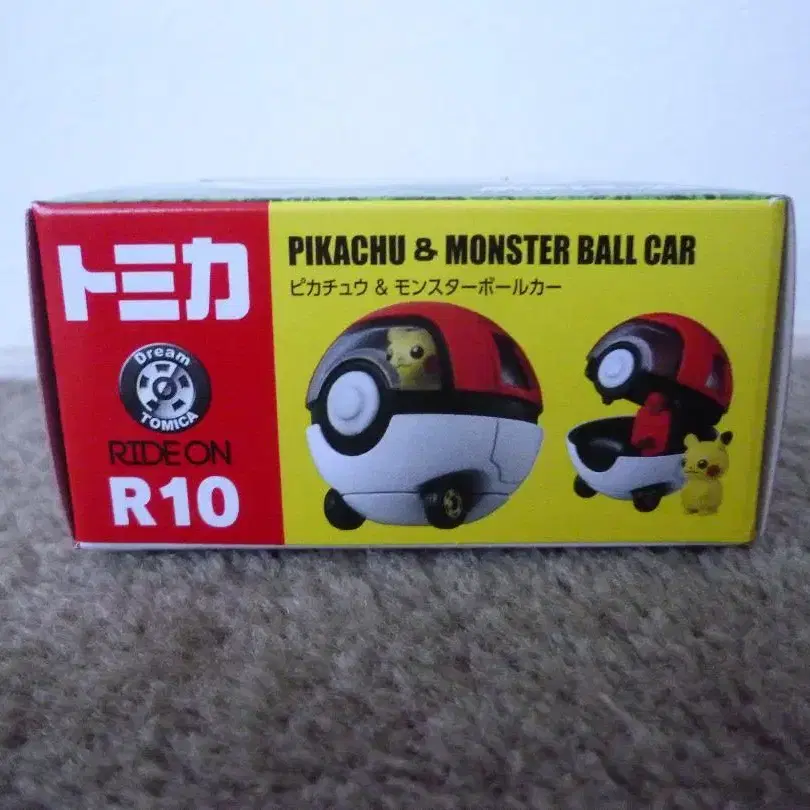 トミカ
Dream
TOMICA
RIDE ON
R10
PIKACHU & MONSTER BALL CAR
ピカチュウ & モンスターボールカー